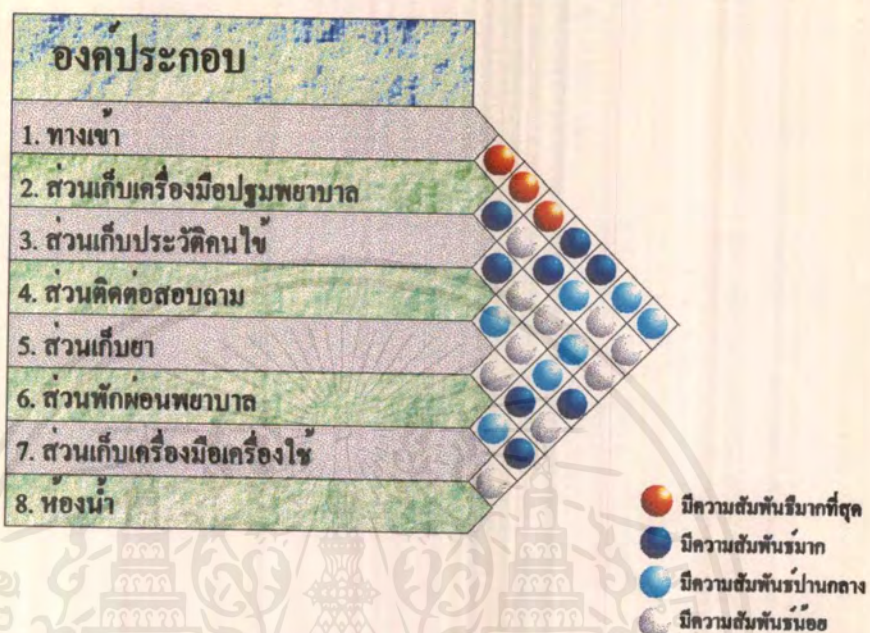 องค์ประกอบ
1. ทางเข้า
2. ส่วนเก็บเครื่องมือปฐมพยาบาล
3. ส่วนเก็บประวัติคนไข้
4. ส่วนติดต่อสอบถาม
5. ส่วนเก็บยา
6. ส่วนพักผ่อนพยาบาล
7. ส่วนเก็บเครื่องมือเครื่องใช้
8. ห้องน้ำ
มีความสัมพันธ์มากที่สุด
มีความสัมพันธ์มาก
มีความสัมพันธ์ปานกลาง
มีความสัมพันธ์น้อย